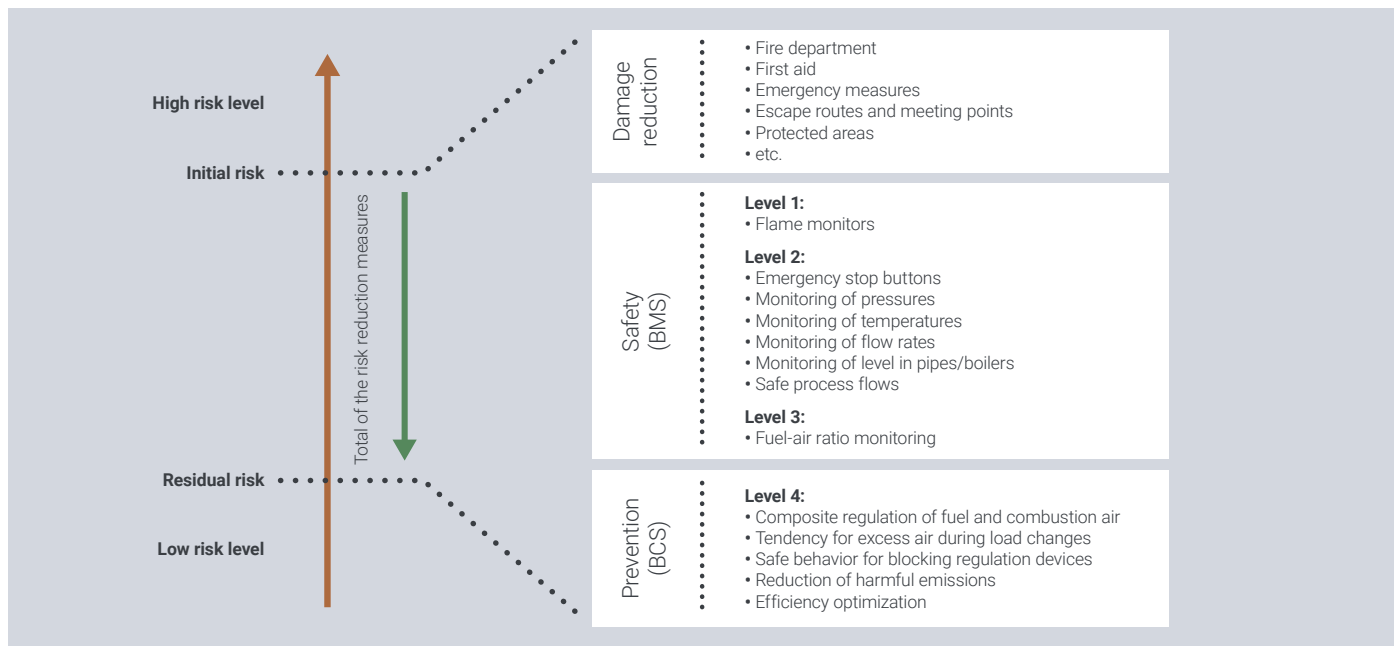 High risk level
Initial risk
Total of the risk reduction measures
Residual risk
Low risk level
Damage
reduction
• Fire department
• First aid
• Emergency measures
• Escape routes and meeting points
• Protected areas
• etc.
Safety
(BMS)
Level 1:
• Flame monitors
Level 2:
• Emergency stop buttons
• Monitoring of pressures
• Monitoring of temperatures
• Monitoring of flow rates
• Monitoring of level in pipes/boilers
• Safe process flows
Level 3:
• Fuel-air ratio monitoring
Prevention
(BCS)
Level 4:
• Composite regulation of fuel and combustion air
• Tendency for excess air during load changes
• Safe behavior for blocking regulation devices
• Reduction of harmful emissions
• Efficiency optimization